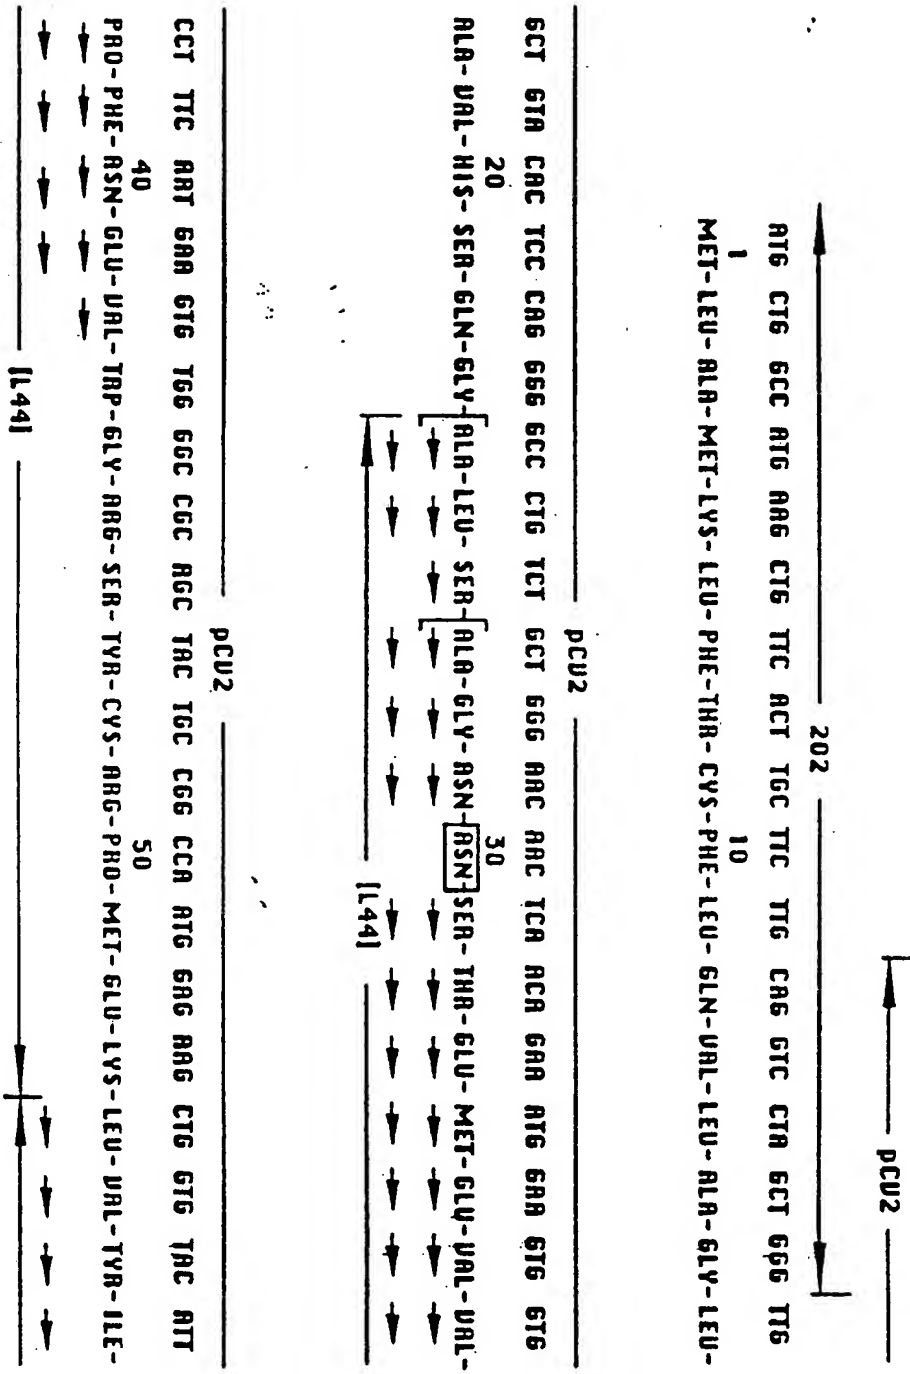 pCV2
202
ATG CTG GCC ATG AAG CTG TTC ACT TGC TTC TTG CAG GTC CTA GCT GGG TTG
1 10
MET-LEU-ALA-MET-LYS-LEU-PHE-THR-CYS-PHE-LEU-GLN-VAL-LEU-ALA-GLY-LEU-
pCV2
GCT GTA CAC TCC CAG GGG GCC CTG TCT GCT GGG AAC AAC TCA ACA GAA ATG GAA GTG GTG
20 30
ALA-VAL-HIS-SER-GLN-GLY-ALA-LEU-SER-ALA-GLY-ASN-ASN-SER-THR-GLU-MET-GLU-VAL-VAL-
[L44]
pCV2
CCT TTC AAT GAA GTG TGG GGC CGC AGC TAC TGC CGG CCA ATG GAG AAG CTG GTG TAC ATT
40 50
PRO-PHE-ASN-GLU-VAL-TRP-GLY-ARG-SER-TYR-CYS-ARG-PRO-MET-GLU-LYS-LEU-VAL-TYR-ILE-
[L44]